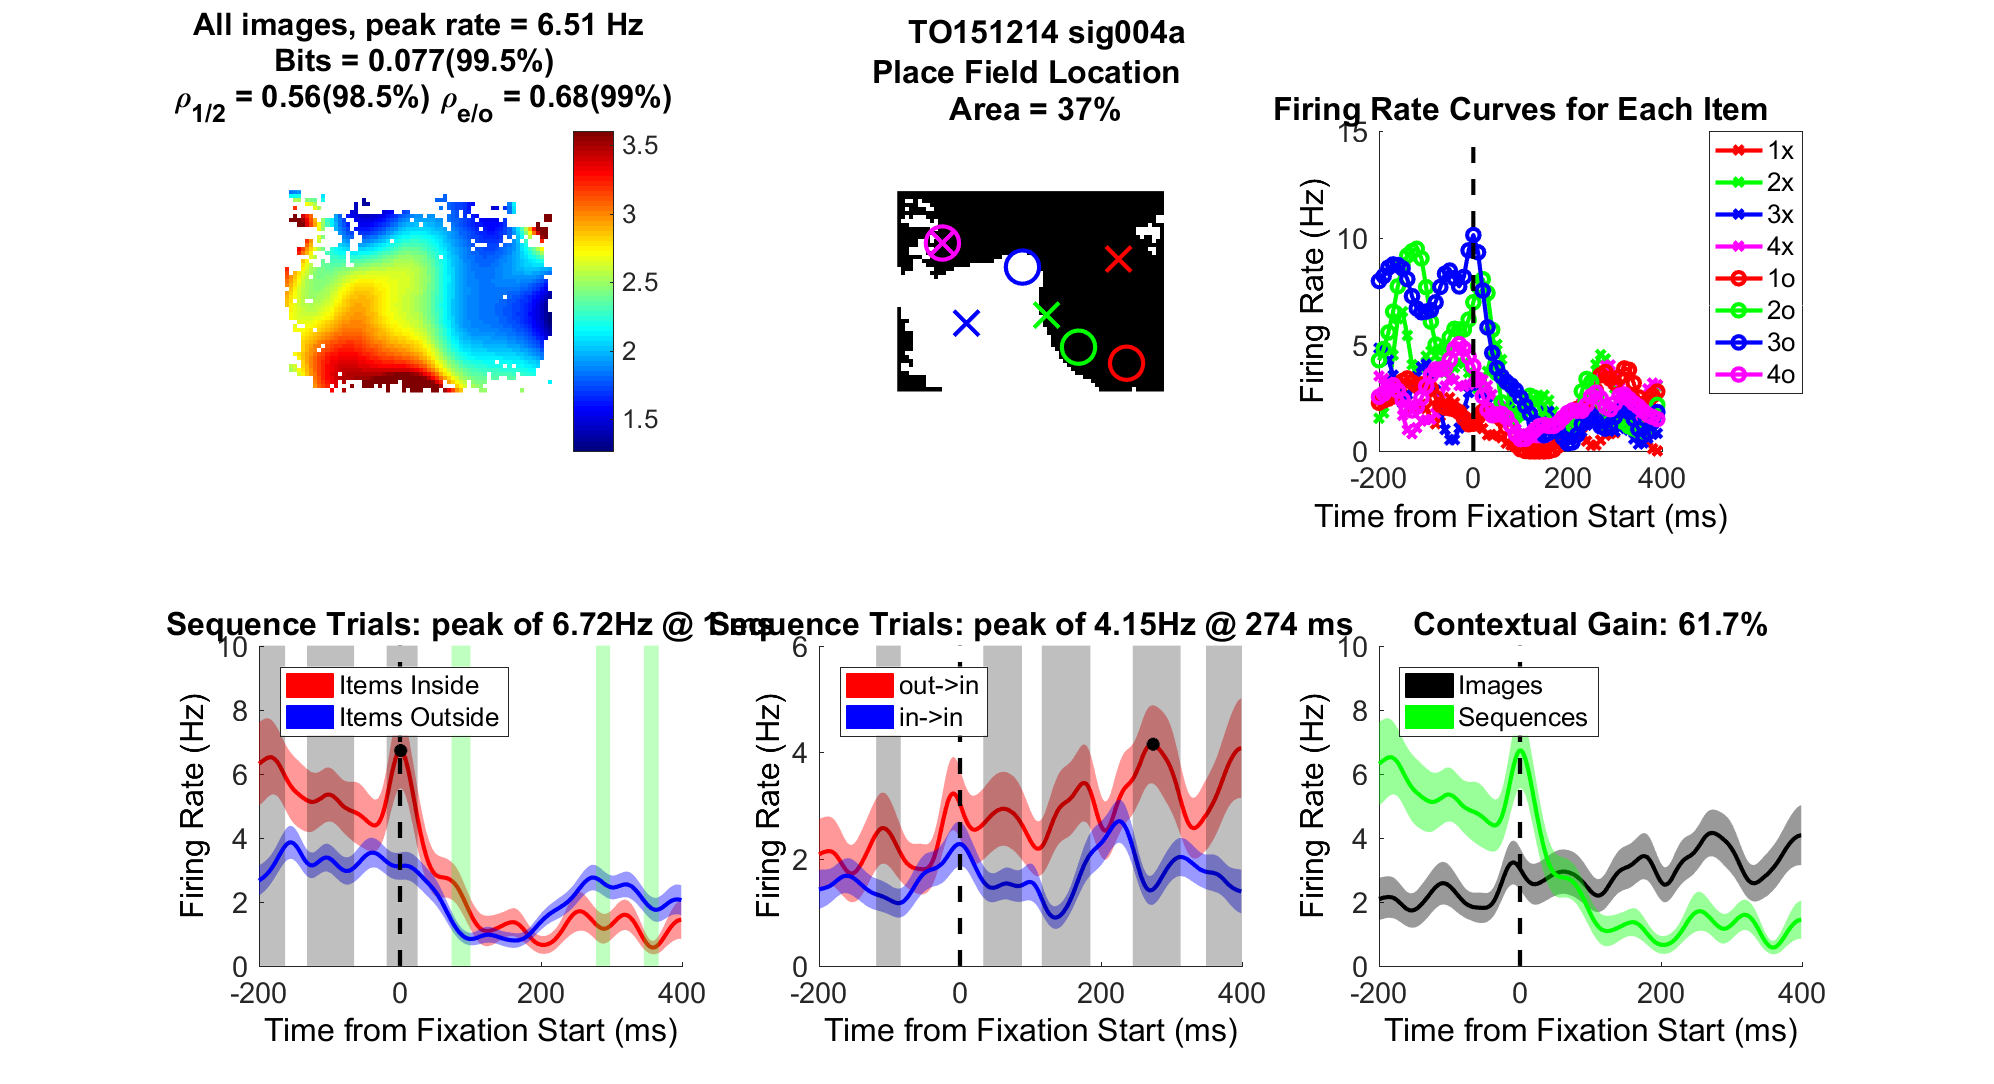 All images, peak rate = 6.51 Hz
Bits = 0.077(99.5%)
ρ1/2 = 0.56(98.5%) ρe/o = 0.68(99%)
3.5
3
2.5
2
1.5
TO151214 sig004a
Place Field Location
Area = 37%
Firing Rate Curves for Each Item
15
10
5
0
Firing Rate (Hz)
-200 0 200 400
Time from Fixation Start (ms)
1x
2x
3x
4x
1o
2o
3o
4o
Sequence Trials: peak of 6.72Hz @ 1 ms
10
8
6
4
2
0
Firing Rate (Hz)
Items Inside
Items Outside
-200 0 200 400
Time from Fixation Start (ms)
Sequence Trials: peak of 4.15Hz @ 274 ms
6
4
2
0
Firing Rate (Hz)
out->in
in->in
-200 0 200 400
Time from Fixation Start (ms)
Contextual Gain: 61.7%
10
8
6
4
2
0
Firing Rate (Hz)
Images
Sequences
-200 0 200 400
Time from Fixation Start (ms)